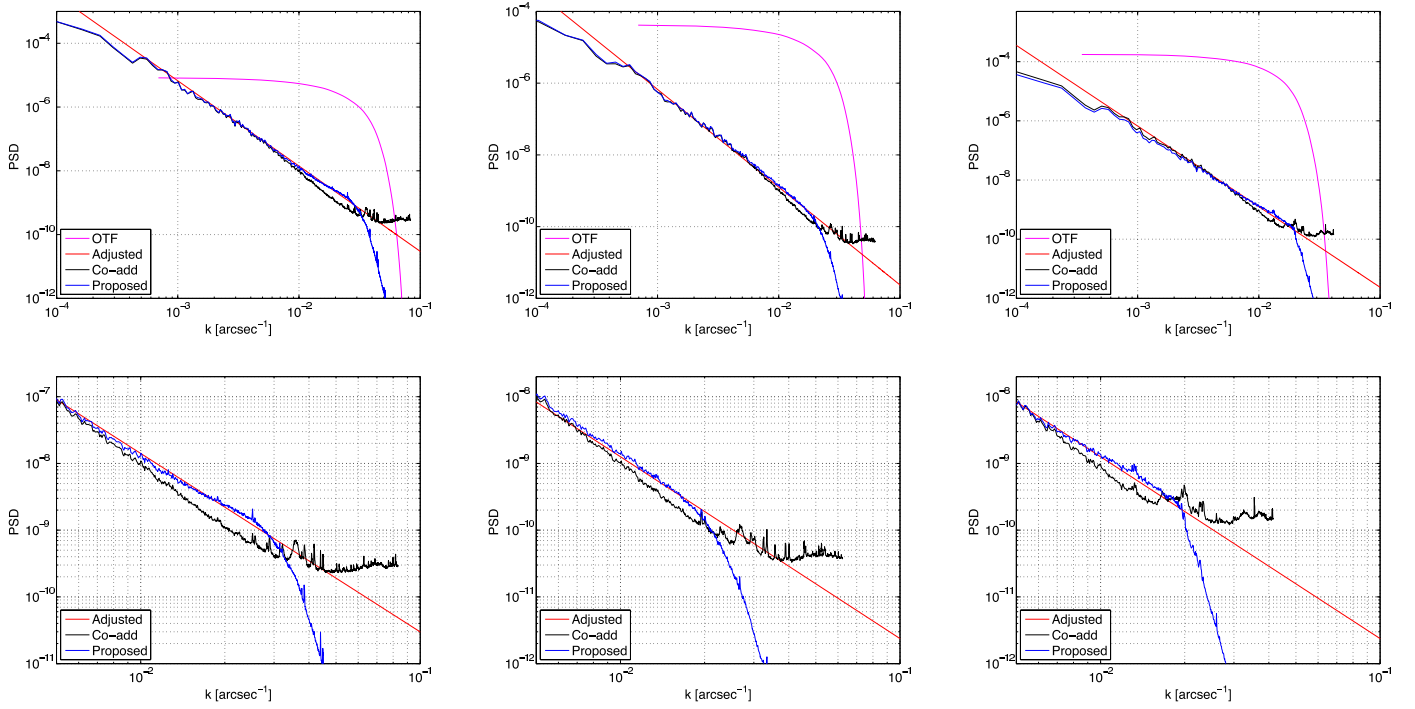 PSD
10⁻⁴
10⁻⁶
10⁻⁸
10⁻¹⁰
10⁻¹²
OTF
Adjusted
Co−add
Proposed
10⁻⁴ 10⁻³ 10⁻² 10⁻¹
k [arcsec⁻¹]
PSD
10⁻⁴
10⁻⁶
10⁻⁸
10⁻¹⁰
10⁻¹²
OTF
Adjusted
Co−add
Proposed
10⁻⁴ 10⁻³ 10⁻² 10⁻¹
k [arcsec⁻¹]
PSD
10⁻⁴
10⁻⁶
10⁻⁸
10⁻¹⁰
10⁻¹²
OTF
Adjusted
Co−add
Proposed
10⁻⁴ 10⁻³ 10⁻² 10⁻¹
k [arcsec⁻¹]
PSD
10⁻⁷
10⁻⁸
10⁻⁹
10⁻¹⁰
10⁻¹¹
Adjusted
Co−add
Proposed
10⁻² 10⁻¹
k [arcsec⁻¹]
PSD
10⁻⁸
10⁻⁹
10⁻¹⁰
10⁻¹¹
10⁻¹²
Adjusted
Co−add
Proposed
10⁻² 10⁻¹
k [arcsec⁻¹]
PSD
10⁻⁸
10⁻⁹
10⁻¹⁰
10⁻¹¹
10⁻¹²
Adjusted
Co−add
Proposed
10⁻² 10⁻¹
k [arcsec⁻¹]